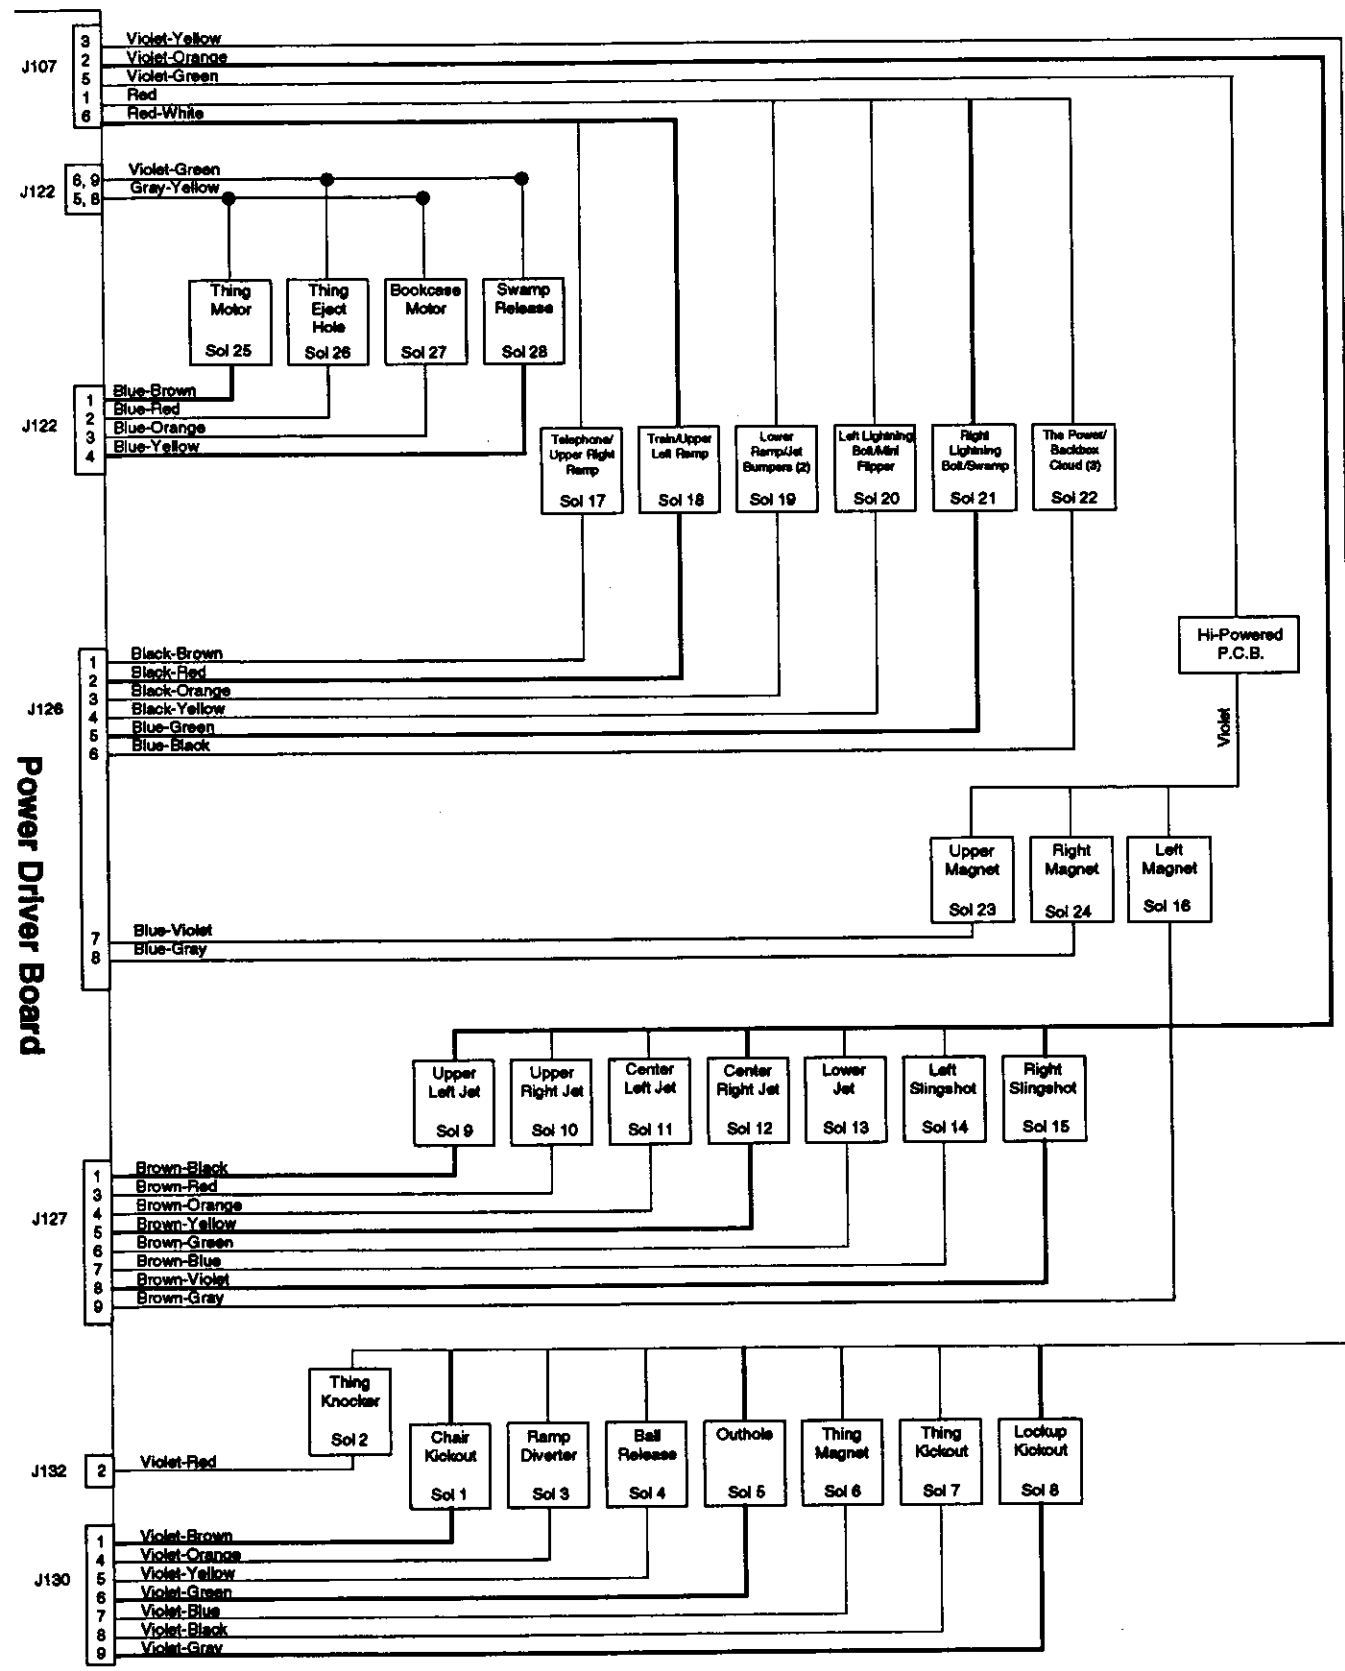 J107
3 Violet-Yellow
2 Violet-Orange
5 Violet-Green
1 Red
6 Red-White
J122
6, 9 Violet-Green
5, 8 Gray-Yellow
Thing
Motor
Sol 25
Thing
Eject
Hole
Sol 26
Bookcase
Motor
Sol 27
Swamp
Release
Sol 28
J122
1 Blue-Brown
2 Blue-Red
3 Blue-Orange
4 Blue-Yellow
Telephone/
Upper Right
Ramp
Sol 17
Train/Upper
Left Ramp
Sol 18
Lower
Ramp/Jet
Bumpers (2)
Sol 19
Left Lightning
Bolt/Mini
Flipper
Sol 20
Right
Lightning
Bolt/Swamp
Sol 21
The Power/
Backbox
Cloud (3)
Sol 22
Hi-Powered
P.C.B.
Violet
J126
1 Black-Brown
2 Black-Red
3 Black-Orange
4 Black-Yellow
5 Blue-Green
6 Blue-Black
Power Driver Board
Upper
Magnet
Sol 23
Right
Magnet
Sol 24
Left
Magnet
Sol 16
7 Blue-Violet
8 Blue-Gray
Upper
Left Jet
Sol 9
Upper
Right Jet
Sol 10
Center
Left Jet
Sol 11
Center
Right Jet
Sol 12
Lower
Jet
Sol 13
Left
Slingshot
Sol 14
Right
Slingshot
Sol 15
J127
1 Brown-Black
3 Brown-Red
4 Brown-Orange
5 Brown-Yellow
6 Brown-Green
7 Brown-Blue
8 Brown-Violet
9 Brown-Gray
Thing
Knocker
Sol 2
Chair
Kickout
Sol 1
Ramp
Diverter
Sol 3
Ball
Release
Sol 4
Outhole
Sol 5
Thing
Magnet
Sol 6
Thing
Kickout
Sol 7
Lockup
Kickout
Sol 8
J132
2 Violet-Red
J130
1 Violet-Brown
4 Violet-Orange
5 Violet-Yellow
6 Violet-Green
7 Violet-Blue
8 Violet-Black
9 Violet-Gray